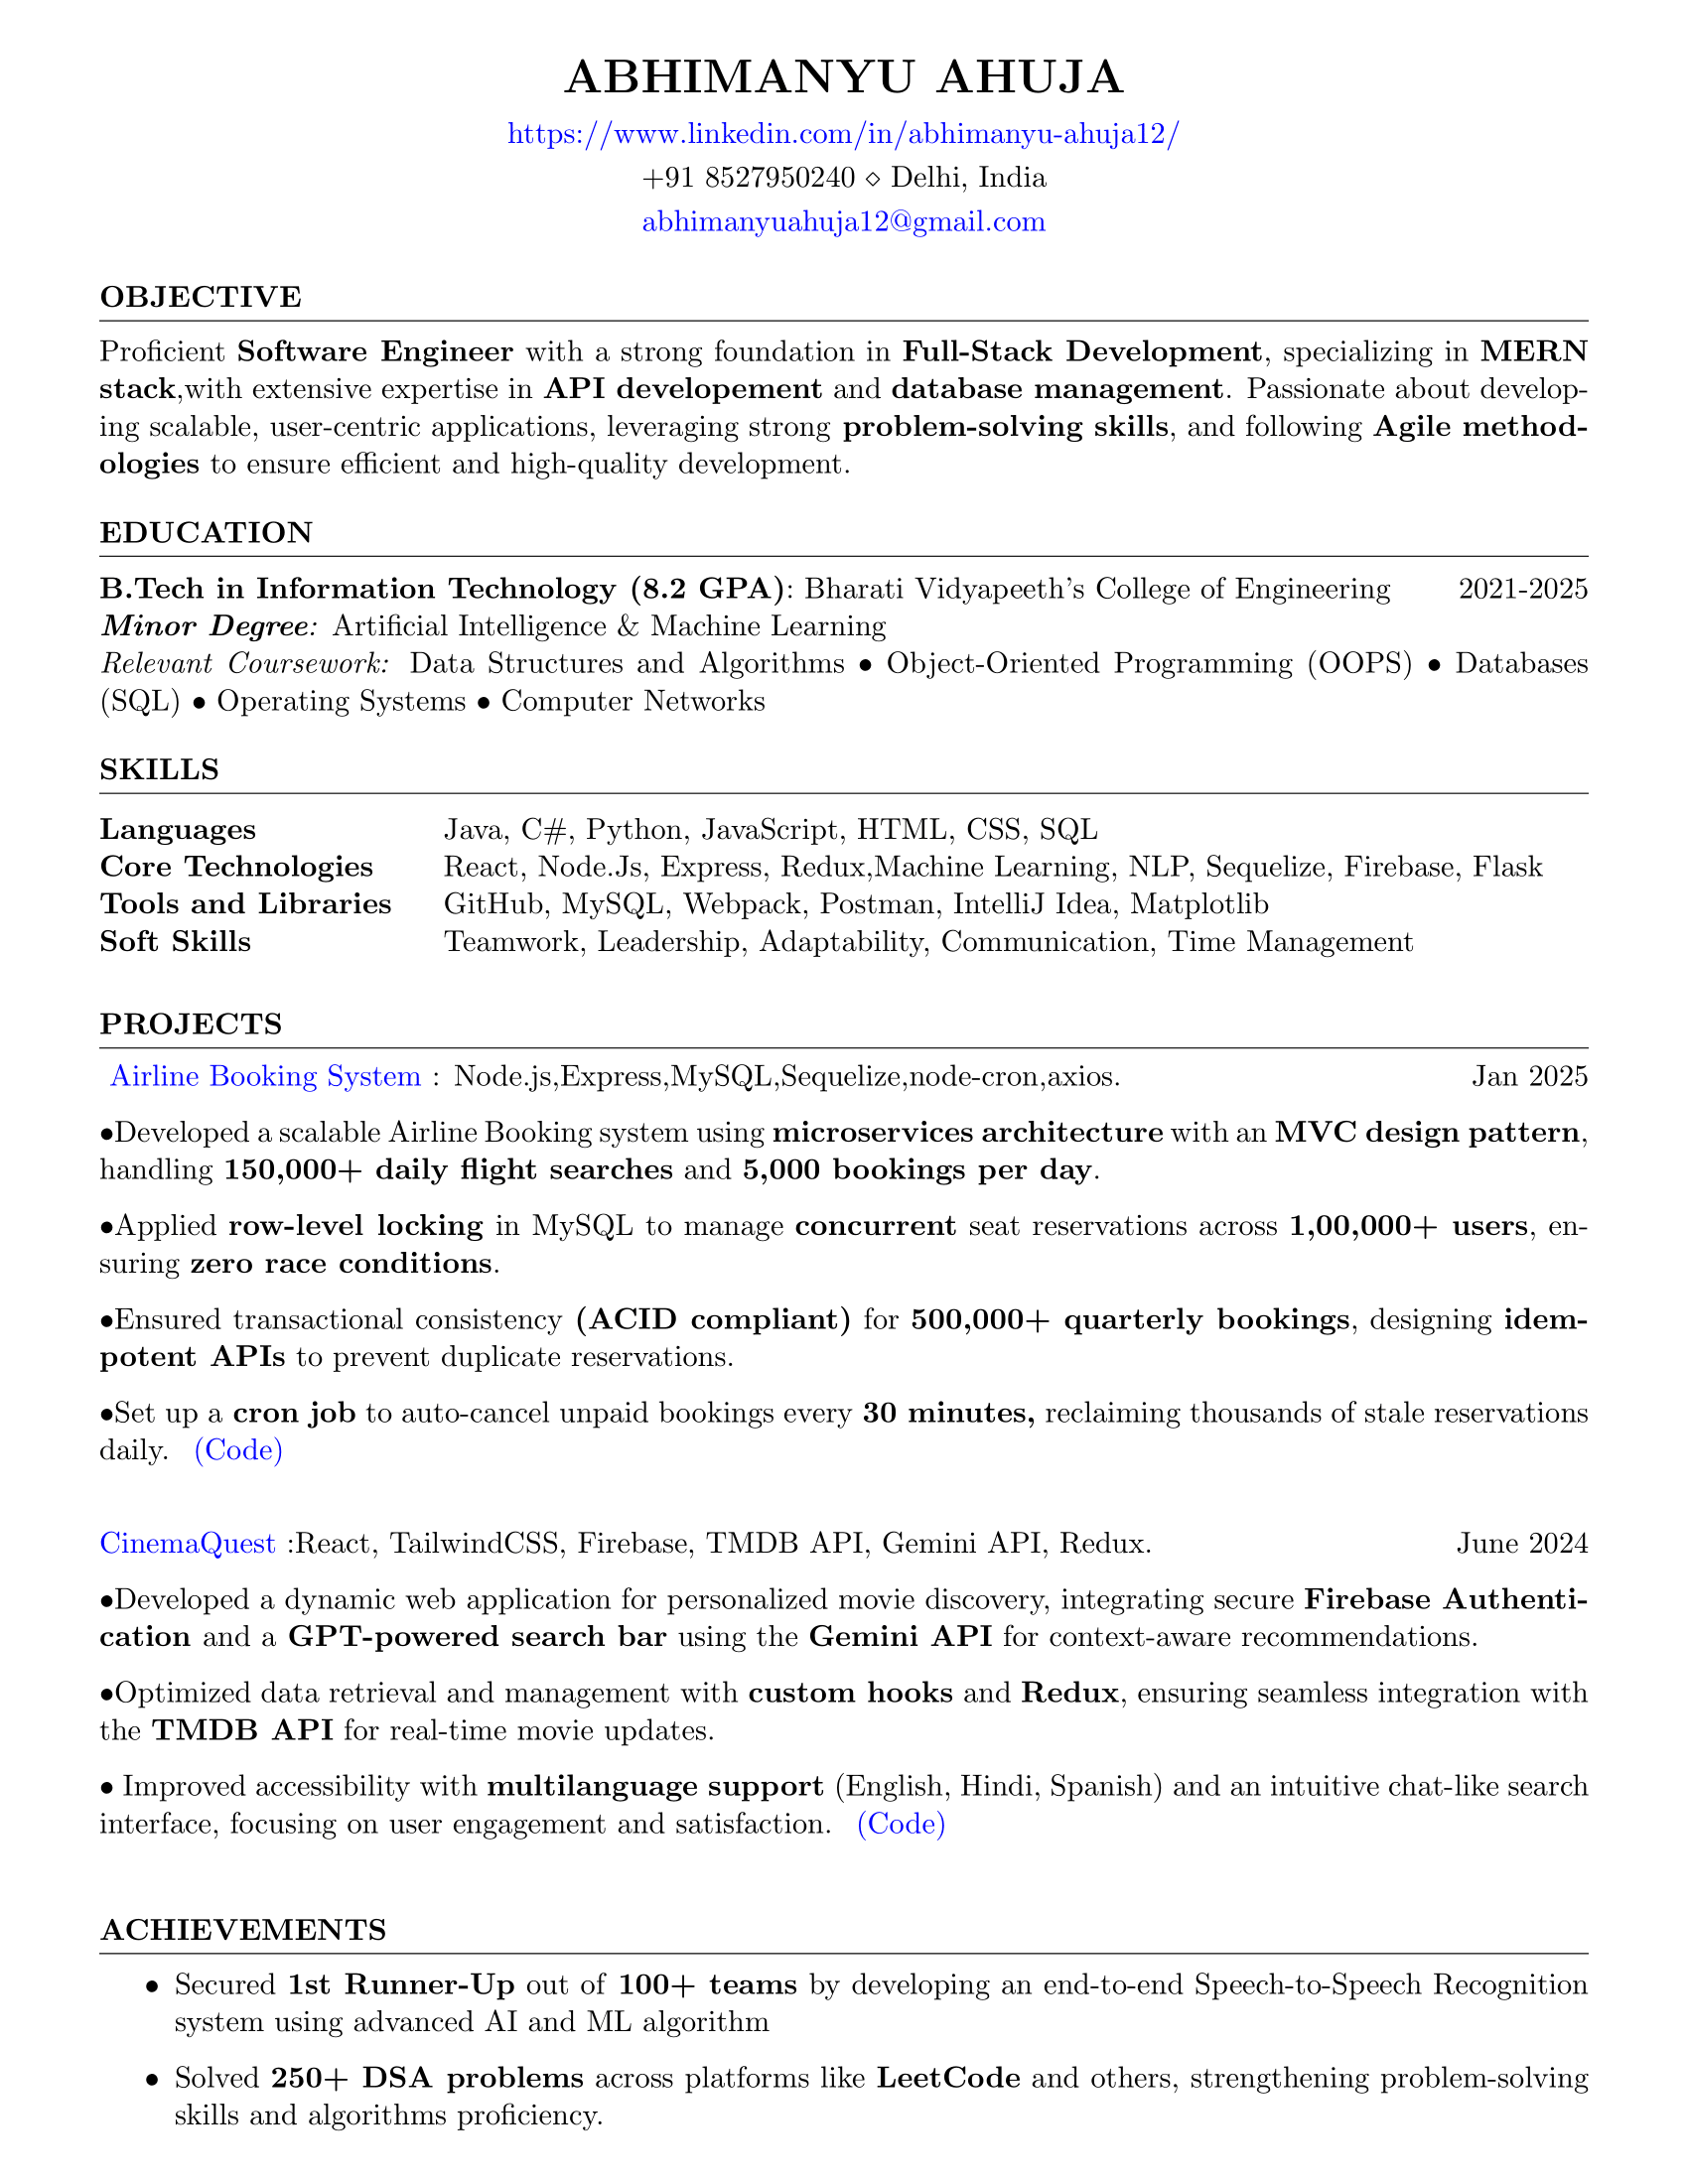 ABHIMANYU AHUJA
https://www.linkedin.com/in/abhimanyu-ahuja12/
+91 8527950240 ⋄ Delhi, India
abhimanyuahuja12@gmail.com
OBJECTIVE
Proficient Software Engineer with a strong foundation in Full-Stack Development, specializing in MERN
stack,with extensive expertise in API developement and database management. Passionate about develop-
ing scalable, user-centric applications, leveraging strong problem-solving skills, and following Agile method-
ologies to ensure efficient and high-quality development.
EDUCATION
B.Tech in Information Technology (8.2 GPA): Bharati Vidyapeeth's College of Engineering 2021-2025
Minor Degree: Artificial Intelligence & Machine Learning
Relevant Coursework: Data Structures and Algorithms • Object-Oriented Programming (OOPS) • Databases
(SQL) • Operating Systems • Computer Networks
SKILLS
Languages Java, C#, Python, JavaScript, HTML, CSS, SQL
Core Technologies React, Node.Js, Express, Redux,Machine Learning, NLP, Sequelize, Firebase, Flask
Tools and Libraries GitHub, MySQL, Webpack, Postman, IntelliJ Idea, Matplotlib
Soft Skills Teamwork, Leadership, Adaptability, Communication, Time Management
PROJECTS
Airline Booking System : Node.js,Express,MySQL,Sequelize,node-cron,axios. Jan 2025
•Developed a scalable Airline Booking system using microservices architecture with an MVC design pattern,
handling 150,000+ daily flight searches and 5,000 bookings per day.
•Applied row-level locking in MySQL to manage concurrent seat reservations across 1,00,000+ users, en-
suring zero race conditions.
•Ensured transactional consistency (ACID compliant) for 500,000+ quarterly bookings, designing idem-
potent APIs to prevent duplicate reservations.
•Set up a cron job to auto-cancel unpaid bookings every 30 minutes, reclaiming thousands of stale reservations
daily. (Code)
CinemaQuest :React, TailwindCSS, Firebase, TMDB API, Gemini API, Redux. June 2024
•Developed a dynamic web application for personalized movie discovery, integrating secure Firebase Authenti-
cation and a GPT-powered search bar using the Gemini API for context-aware recommendations.
•Optimized data retrieval and management with custom hooks and Redux, ensuring seamless integration with
the TMDB API for real-time movie updates.
• Improved accessibility with multilanguage support (English, Hindi, Spanish) and an intuitive chat-like search
interface, focusing on user engagement and satisfaction. (Code)
ACHIEVEMENTS
• Secured 1st Runner-Up out of 100+ teams by developing an end-to-end Speech-to-Speech Recognition
system using advanced AI and ML algorithm
• Solved 250+ DSA problems across platforms like LeetCode and others, strengthening problem-solving
skills and algorithms proficiency.